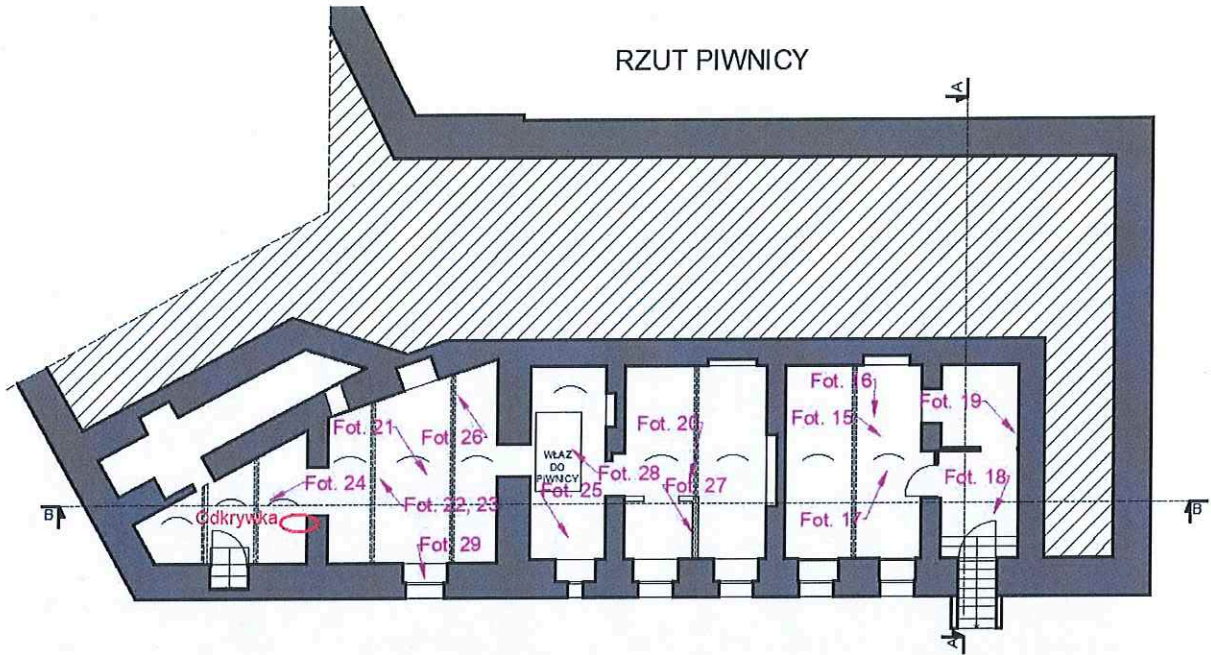 RZUT PIWNICY
A
Fot. 16
Fot. 15
Fot. 19
Fot. 21
Fot. 26
Fot. 20
WŁAZ
DO
PIWNICY
Fot. 28
Fot. 24
Fot. 25
Fot. 27
Fot. 18
Fot. 22, 23
Fot. 17
B
Odkrywka
B
Fot. 29
A